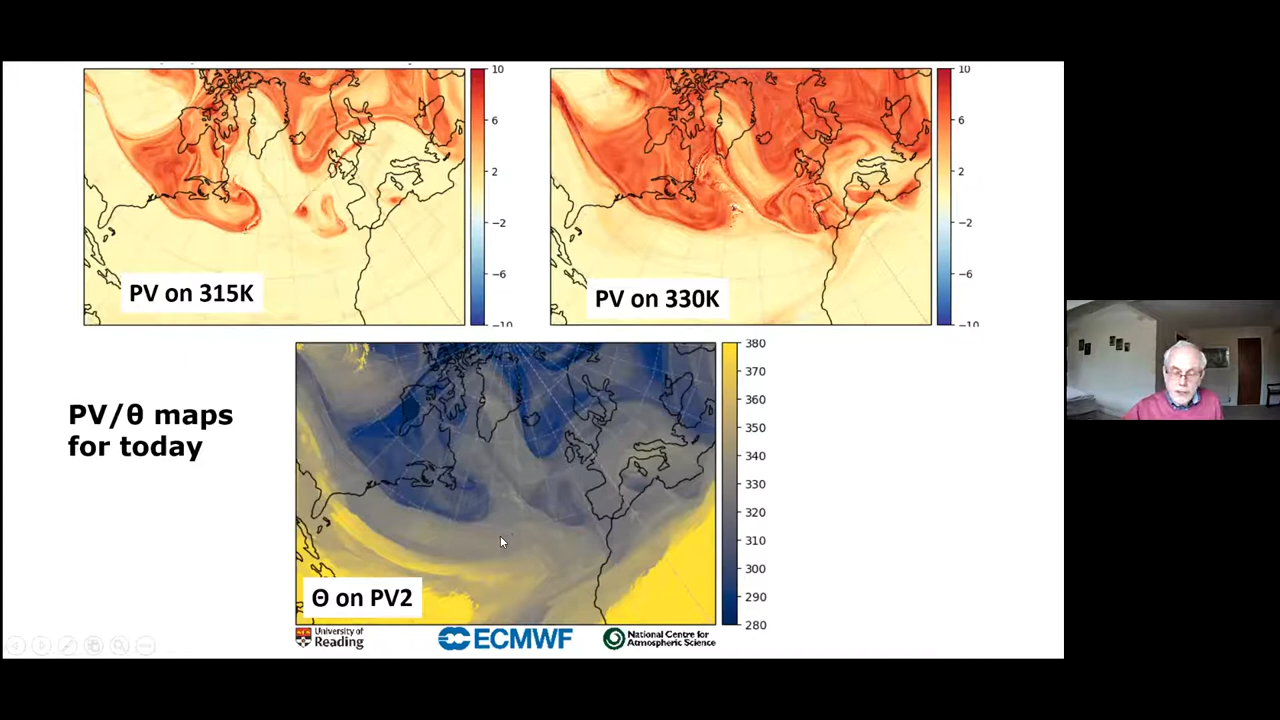 10
6
2
−2
−6
−10
PV on 315K
10
6
2
−2
−6
−10
PV on 330K
PV/θ maps
for today
380
370
360
350
340
330
320
310
300
290
280
Θ on PV2
University of
Reading
ECMWF
National Centre for
Atmospheric Science